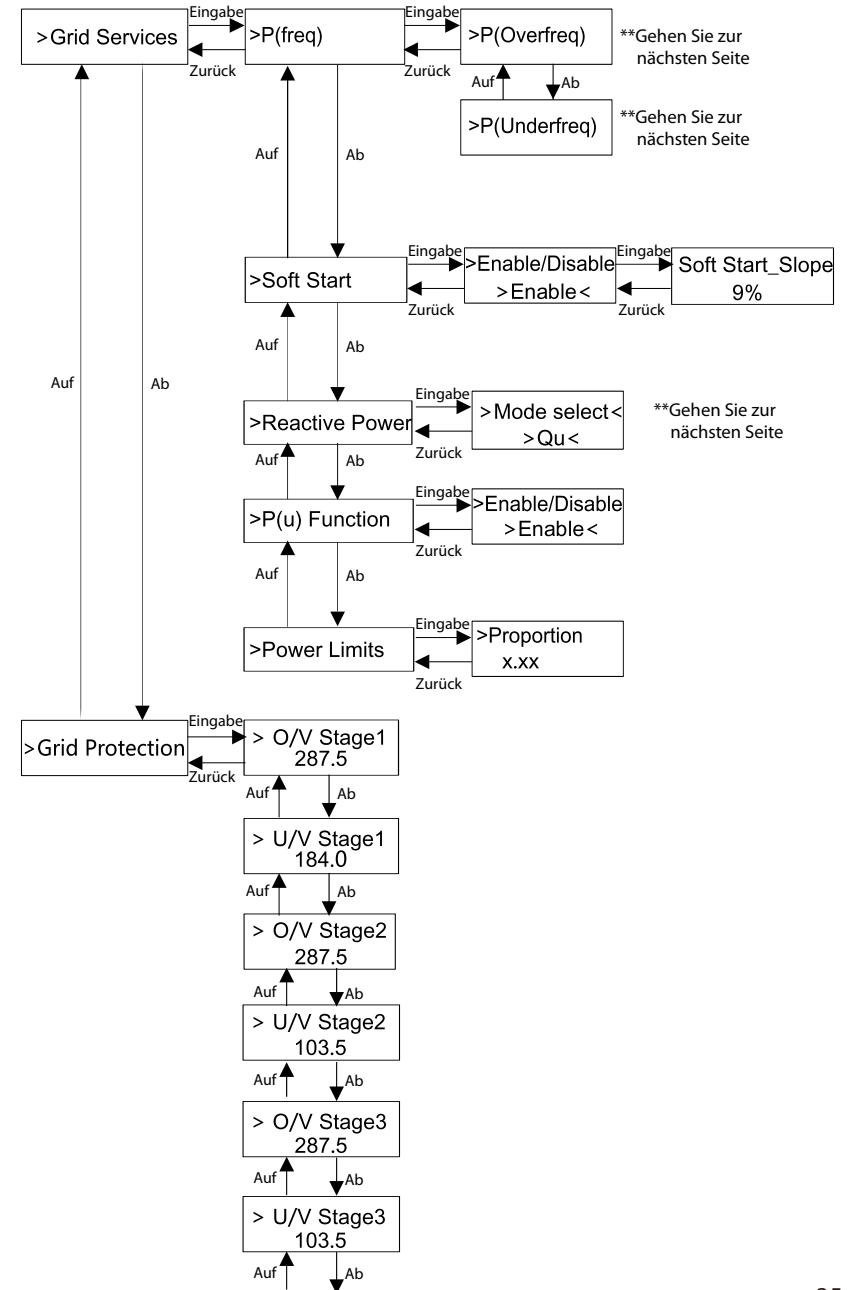 Eingabe
Eingabe
>Grid Services
>P(freq)
>P(Overfreq)
**Gehen Sie zur
nächsten Seite
Zurück
Zurück
Auf
Ab
>P(Underfreq)
**Gehen Sie zur
nächsten Seite
Auf
Ab
Eingabe
Eingabe
>Soft Start
>Enable/Disable
>Enable<
Soft Start_Slope
9%
Zurück
Zurück
Auf
Ab
Auf
Ab
Eingabe
>Reactive Power
>Mode select<
>Qu<
**Gehen Sie zur
nächsten Seite
Zurück
Auf
Ab
Eingabe
>P(u) Function
>Enable/Disable
>Enable<
Zurück
Auf
Ab
Eingabe
>Power Limits
>Proportion
x.xx
Zurück
Eingabe
>Grid Protection
> O/V Stage1
287.5
Zurück
Auf
Ab
> U/V Stage1
184.0
Auf
Ab
> O/V Stage2
287.5
Auf
Ab
> U/V Stage2
103.5
Auf
Ab
> O/V Stage3
287.5
Auf
Ab
> U/V Stage3
103.5
Auf
Ab